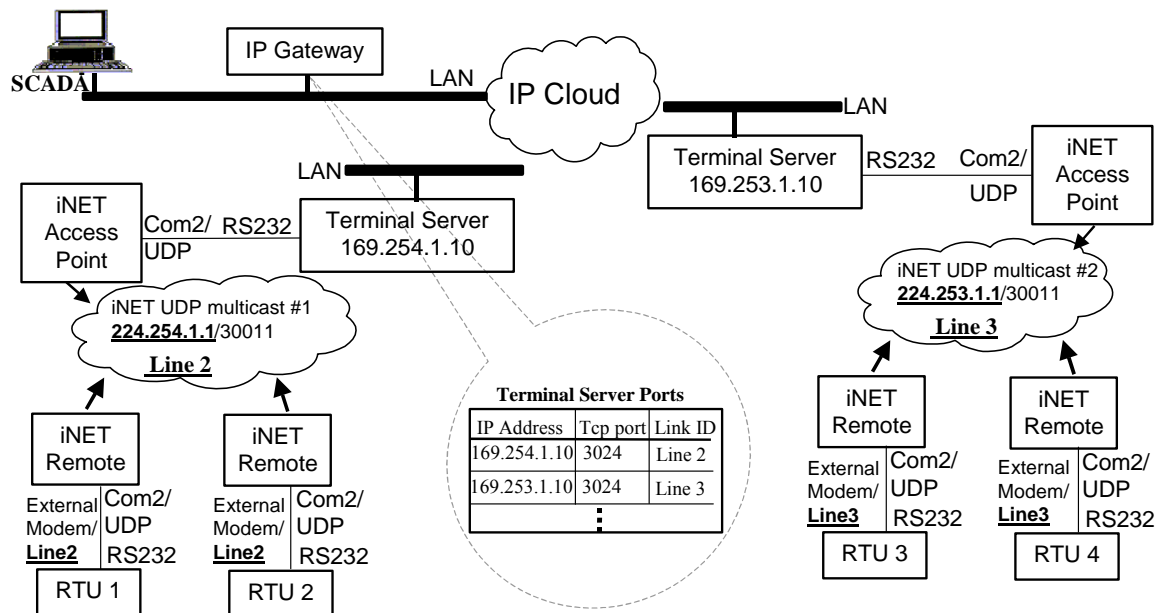 SCADA
IP Gateway
LAN
IP Cloud
LAN
Terminal Server
169.253.1.10
RS232
Com2/
UDP
iNET
Access
Point
LAN
Terminal Server
169.254.1.10
iNET
Access
Point
Com2/
UDP
RS232
iNET UDP multicast #1
224.254.1.1/30011
Line 2
iNET UDP multicast #2
224.253.1.1/30011
Line 3
Terminal Server Ports
IP Address Tcp port Link ID
169.254.1.10 3024 Line 2
169.253.1.10 3024 Line 3
iNET
Remote
External
Modem/
Line2
Com2/
UDP
RS232
RTU 1
iNET
Remote
External
Modem/
Line2
Com2/
UDP
RS232
RTU 2
iNET
Remote
External
Modem/
Line3
Com2/
UDP
RS232
RTU 3
iNET
Remote
External
Modem/
Line3
Com2/
UDP
RS232
RTU 4